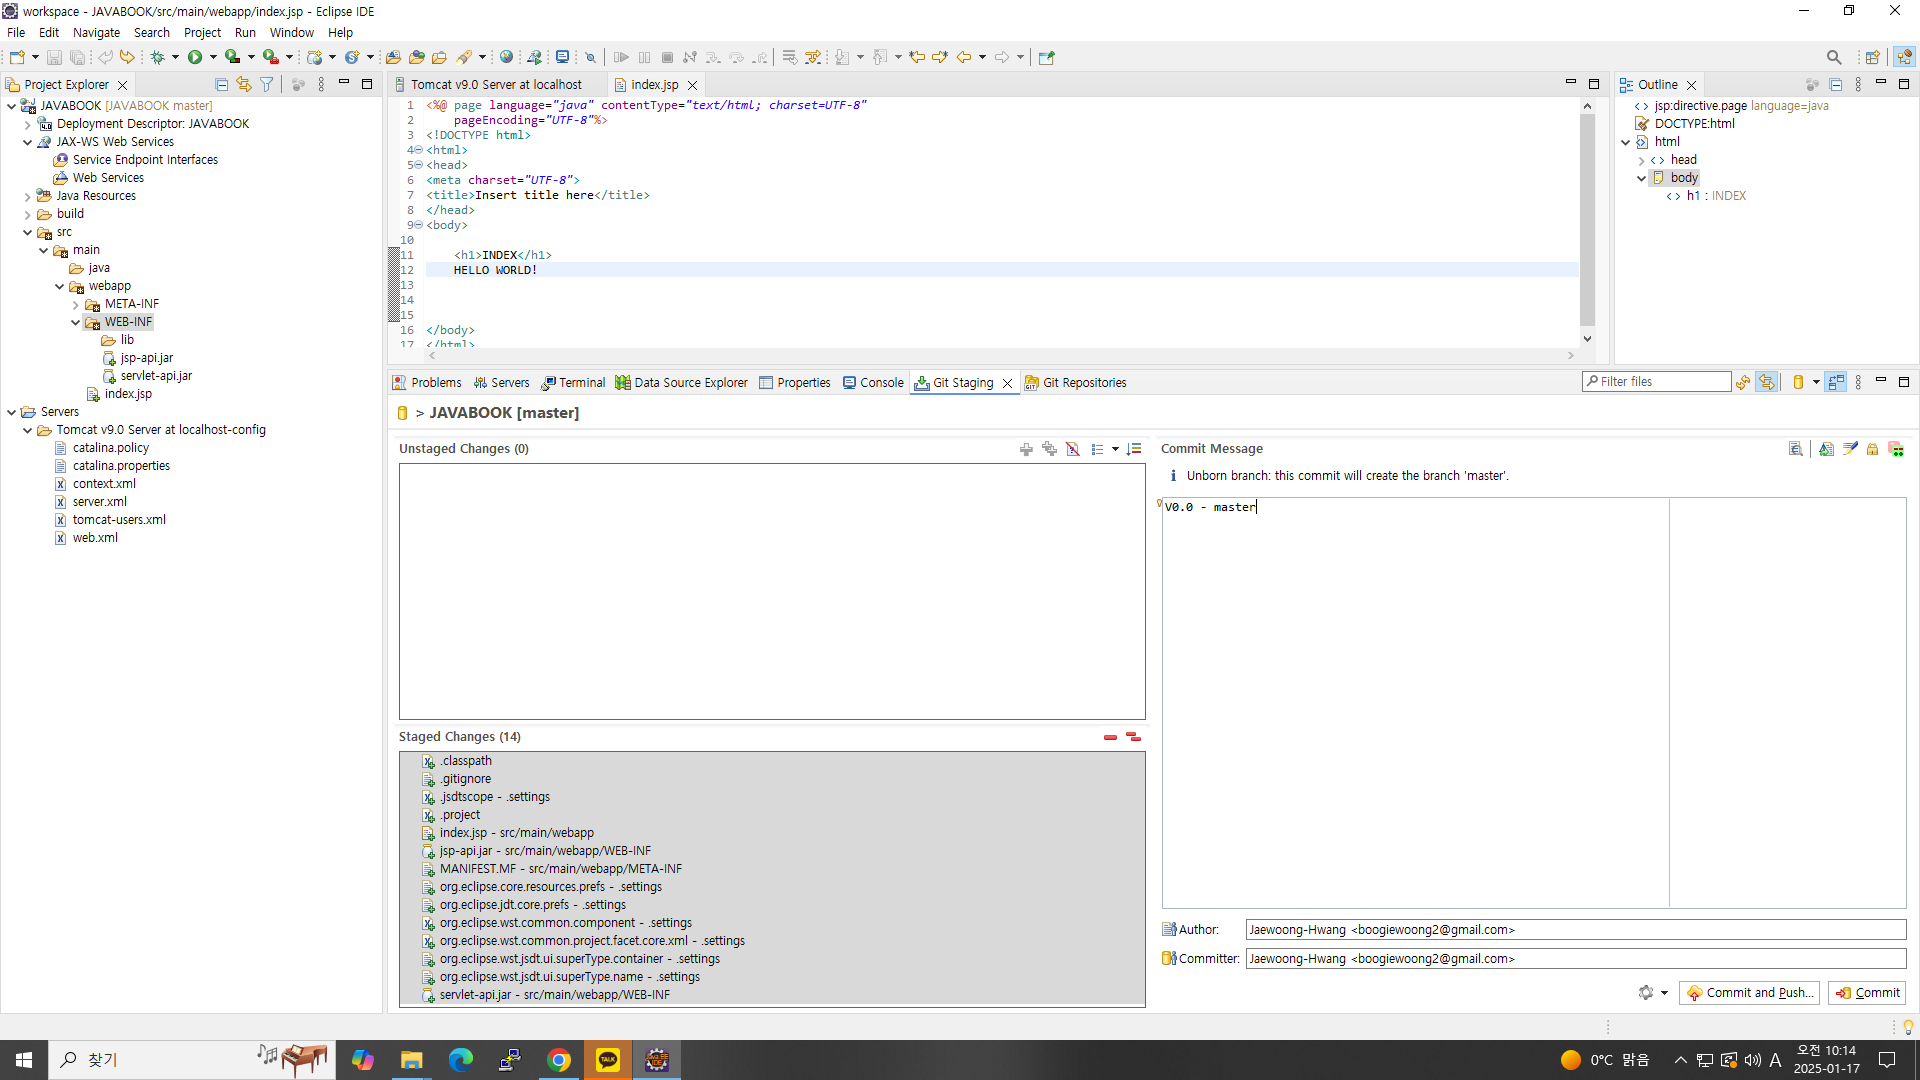 workspace - JAVABOOK/src/main/webapp/index.jsp - Eclipse IDE
File Edit Navigate Search Project Run Window Help
Project Explorer
JAVABOOK [JAVABOOK master]
Deployment Descriptor: JAVABOOK
JAX-WS Web Services
Service Endpoint Interfaces
Web Services
Java Resources
build
src
main
java
webapp
META-INF
WEB-INF
lib
jsp-api.jar
servlet-api.jar
index.jsp
Servers
Tomcat v9.0 Server at localhost-config
catalina.policy
catalina.properties
context.xml
server.xml
tomcat-users.xml
web.xml
Tomcat v9.0 Server at localhost index.jsp
1 <%@ page language="java" contentType="text/html; charset=UTF-8"
2 pageEncoding="UTF-8"%>
3 <!DOCTYPE html>
4 <html>
5 <head>
6 <meta charset="UTF-8">
7 <title>Insert title here</title>
8 </head>
9 <body>
10
11 <h1>INDEX</h1>
12 HELLO WORLD!
13
14
15
16 </body>
17 </html>
Outline
jsp:directive.page language=java
DOCTYPE:html
html
head
body
h1 : INDEX
Problems Servers Terminal Data Source Explorer Properties Console Git Staging Git Repositories
Filter files
> JAVABOOK [master]
Unstaged Changes (0)
Staged Changes (14)
.classpath
.gitignore
.jsdtscope - .settings
.project
index.jsp - src/main/webapp
jsp-api.jar - src/main/webapp/WEB-INF
MANIFEST.MF - src/main/webapp/META-INF
org.eclipse.core.resources.prefs - .settings
org.eclipse.jdt.core.prefs - .settings
org.eclipse.wst.common.component - .settings
org.eclipse.wst.common.project.facet.core.xml - .settings
org.eclipse.wst.jsdt.ui.superType.container - .settings
org.eclipse.wst.jsdt.ui.superType.name - .settings
servlet-api.jar - src/main/webapp/WEB-INF
Commit Message
Unborn branch: this commit will create the branch 'master'.
V0.0 - master
Author: Jaewoong-Hwang <boogiewoong2@gmail.com>
Committer: Jaewoong-Hwang <boogiewoong2@gmail.com>
Commit and Push... Commit
찾기
TALK
Java EE
IDE
0°C 맑음
A
오전 10:14
2025-01-17